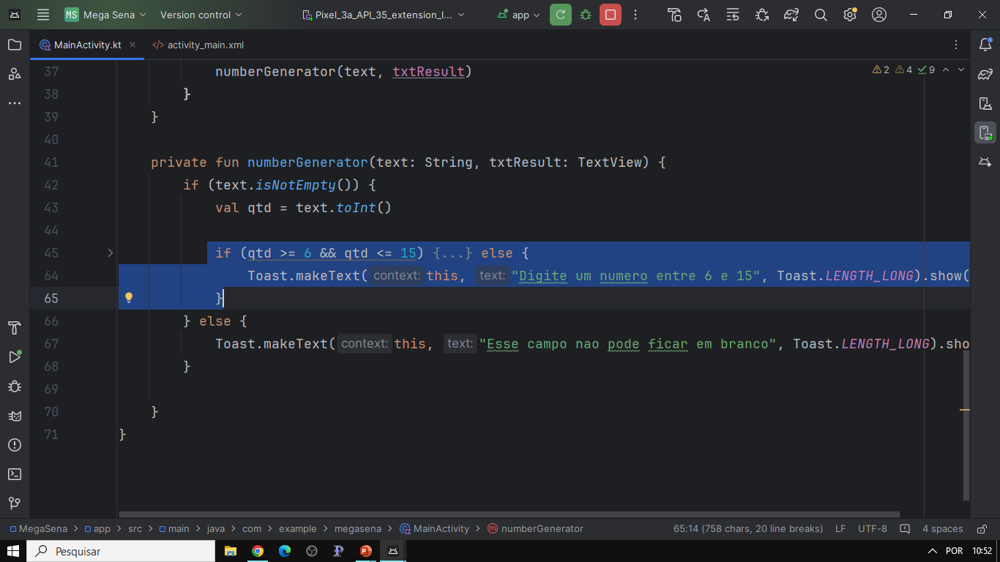 MS Mega Sena Version control Pixel_3a_API_35_extension_l... app
MainActivity.kt activity_main.xml
37 numberGenerator(text, txtResult) 2 4 9
38 }
39 }
40
41 private fun numberGenerator(text: String, txtResult: TextView) {
42 if (text.isNotEmpty()) {
43 val qtd = text.toInt()
44
45 if (qtd >= 6 && qtd <= 15) {...} else {
64 Toast.makeText( context: this, text: "Digite um numero entre 6 e 15", Toast.LENGTH_LONG).show(
65 }
66 } else {
67 Toast.makeText( context: this, text: "Esse campo nao pode ficar em branco", Toast.LENGTH_LONG).sho
68 }
69
70 }
71 }
MegaSena > app > src > main > java > com > example > megasena > MainActivity > numberGenerator 65:14 (758 chars, 20 line breaks) LF UTF-8 4 spaces
Pesquisar POR 10:52